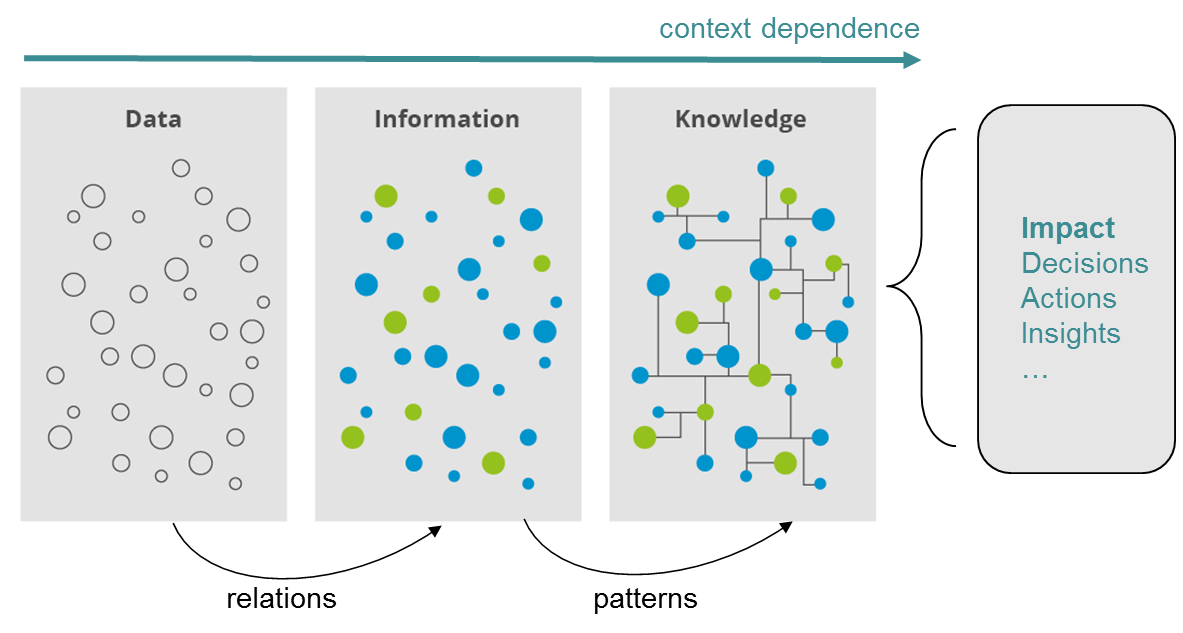 context dependence
Data
Information
Knowledge
Impact
Decisions
Actions
Insights
...
relations
patterns